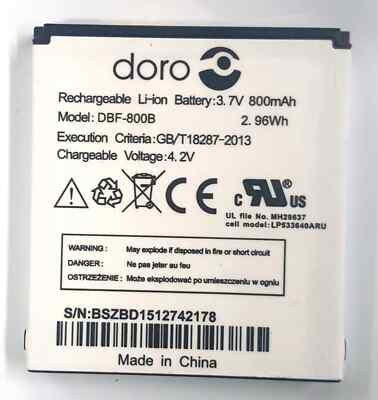 doro
Rechargeable Li-ion Battery:3.7V 800mAh
Model: DBF-800B 2.96Wh
Execution Criteria:GB/T18287-2013
Chargeable Voltage:4.2V
CE c RU® US
UL file No.MH29637
cell model:LP533640ARU
WARNING : May explode if disposed in fire or short circuit
DANGER : Ne pas jeter au feu
OSTRZEŻENIE : Może eksplodować po umieszczeniu w ogniu
S/N:BSZBD1512742178
Made in China